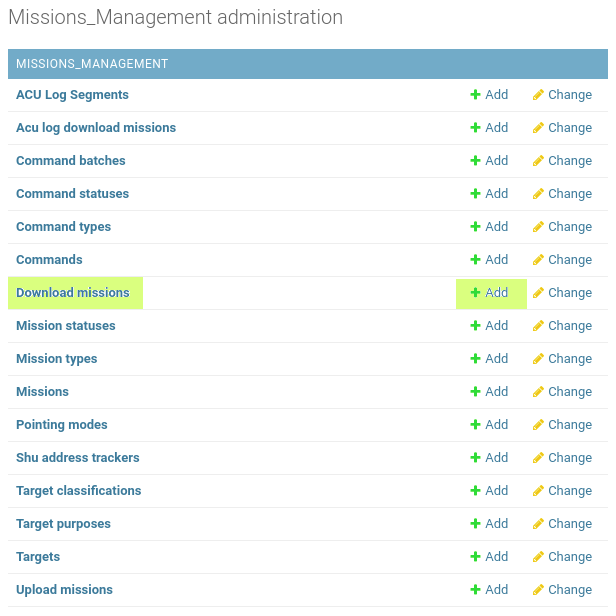 Missions_Management administration
MISSIONS_MANAGEMENT
ACU Log Segments Add Change
Acu log download missions Add Change
Command batches Add Change
Command statuses Add Change
Command types Add Change
Commands Add Change
Download missions Add Change
Mission statuses Add Change
Mission types Add Change
Missions Add Change
Pointing modes Add Change
Shu address trackers Add Change
Target classifications Add Change
Target purposes Add Change
Targets Add Change
Upload missions Add Change